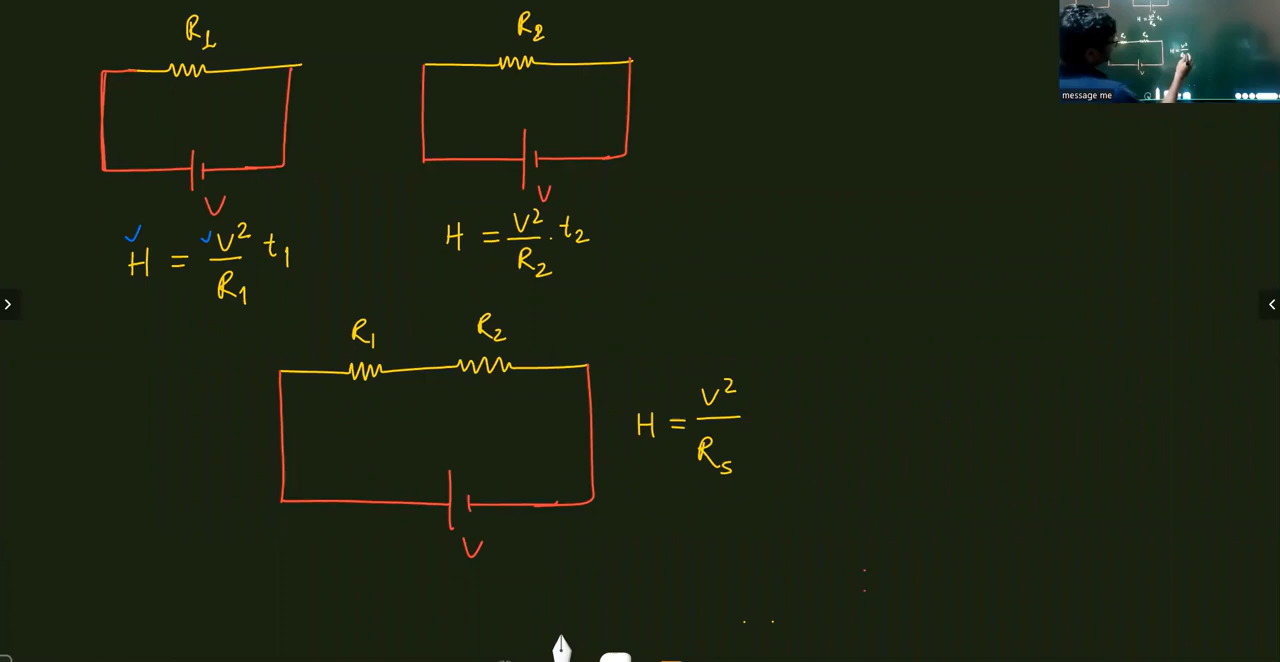 R1
R2
V
V
H = V²/R1 t1
H = V²/R2 . t2
R1
R2
H = V²/Rs
V
message me